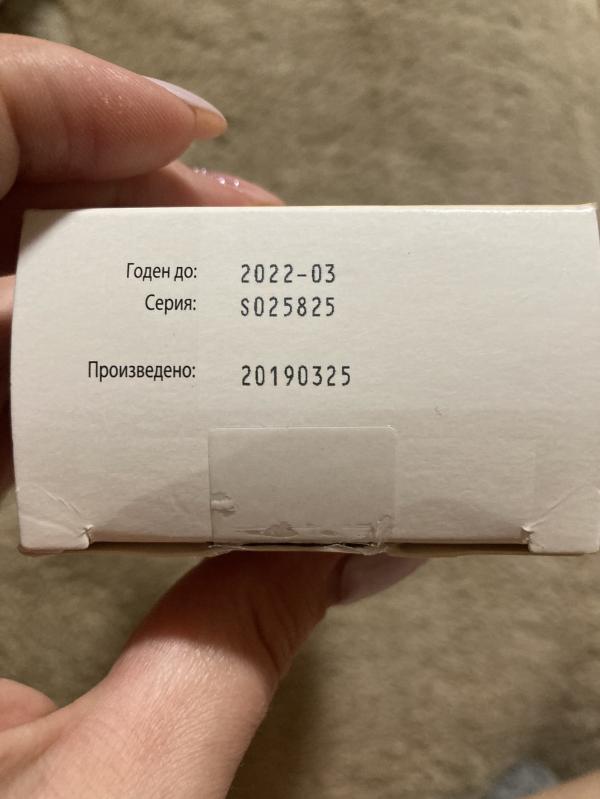 Годен до: 2022-03
Серия: S025825
Произведено: 20190325